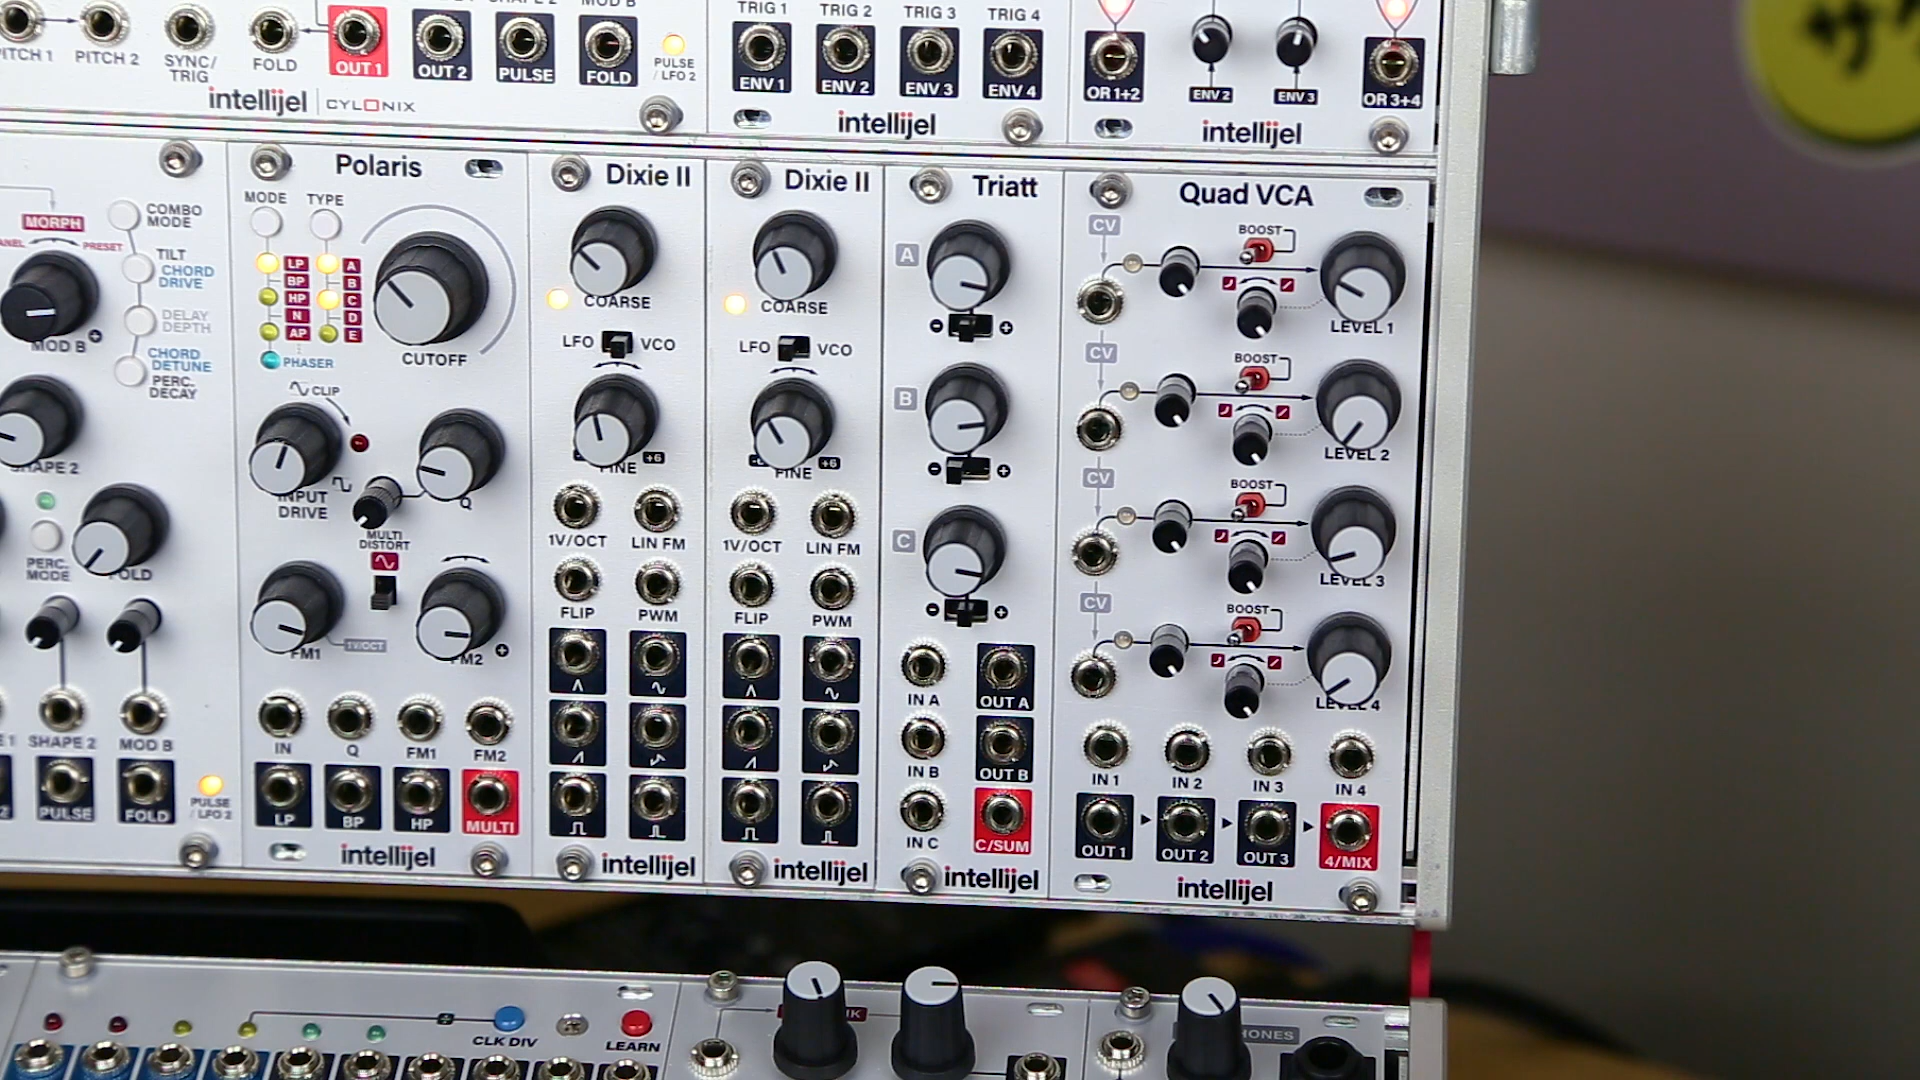 PITCH 2
SYNC/
TRIG
FOLD
OUT 1
OUT 2
PULSE
FOLD
PULSE
/ LFO 2
intellijel
CYLONIX
TRIG 1
TRIG 2
TRIG 3
TRIG 4
ENV 1
ENV 2
ENV 3
ENV 4
intellijel
OR 1+2
ENV 2
ENV 3
OR 3+4
intellijel
MORPH
PRESET
COMBO
MODE
TILT
CHORD
DRIVE
DELAY
DEPTH
CHORD
DETUNE
PERC.
DECAY
MOD B
SHAPE 2
PERC.
MODE
FOLD
SHAPE 2
MOD B
PULSE
FOLD
PULSE
/ LFO 2
Polaris
MODE
TYPE
LP
BP
HP
N
AP
A
B
C
D
E
PHASER
CUTOFF
CLIP
INPUT
DRIVE
Q
MULTI
DISTORT
FM1
1V/OCT
FM2
IN
Q
FM1
FM2
LP
BP
HP
MULTI
intellijel
Dixie II
COARSE
LFO
VCO
FINE
+6
1V/OCT
LIN FM
FLIP
PWM
intellijel
Dixie II
COARSE
LFO
VCO
FINE
+6
1V/OCT
LIN FM
FLIP
PWM
intellijel
Triatt
A
B
C
IN A
OUT A
IN B
OUT B
IN C
C/SUM
intellijel
Quad VCA
CV
BOOST
LEVEL 1
CV
BOOST
LEVEL 2
CV
BOOST
LEVEL 3
CV
BOOST
LEVEL 4
IN 1
IN 2
IN 3
IN 4
OUT 1
OUT 2
OUT 3
4/MIX
intellijel
CLK DIV
LEARN